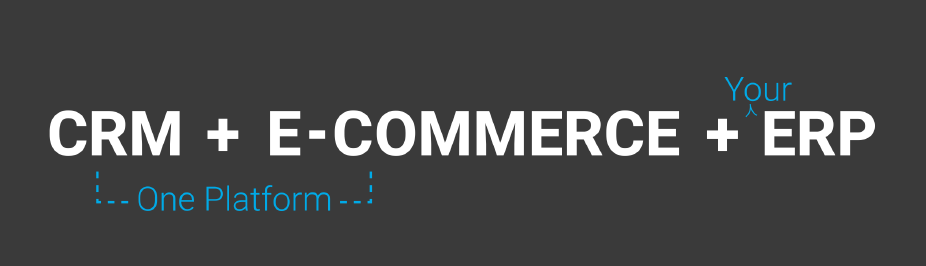 Your
CRM + E-COMMERCE + ERP
One Platform